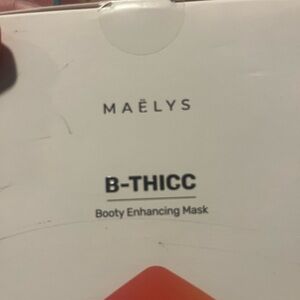 MAËLYS
B-THICC
Booty Enhancing Mask